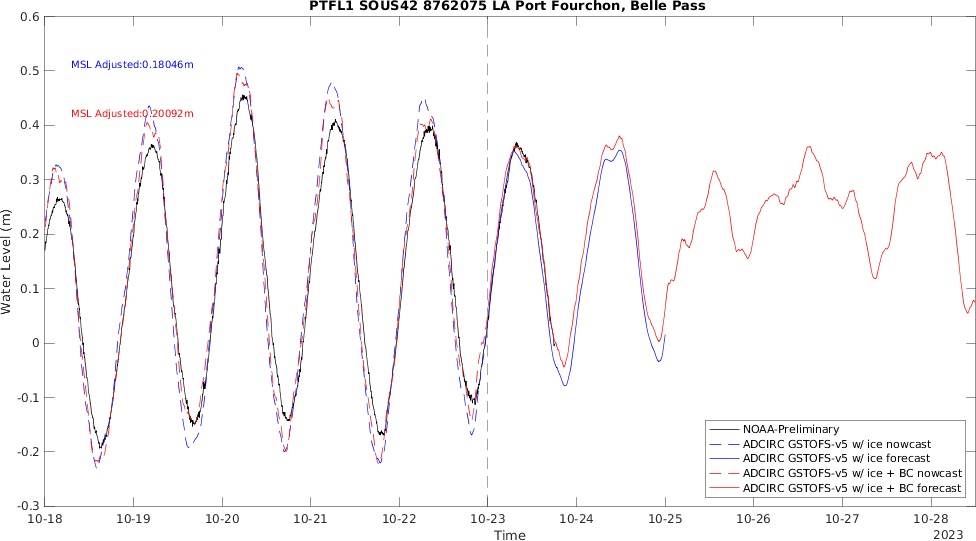 PTFL1 SOUS42 8762075 LA Port Fourchon, Belle Pass
0.6
0.5
0.4
0.3
0.2
0.1
0
-0.1
-0.2
-0.3
Water Level (m)
MSL Adjusted:0.18046m
MSL Adjusted:0.20092m
NOAA-Preliminary
ADCIRC GSTOFS-v5 w/ ice nowcast
ADCIRC GSTOFS-v5 w/ ice forecast
ADCIRC GSTOFS-v5 w/ ice + BC nowcast
ADCIRC GSTOFS-v5 w/ ice + BC forecast
10-18 10-19 10-20 10-21 10-22 10-23 10-24 10-25 10-26 10-27 10-28
Time
2023